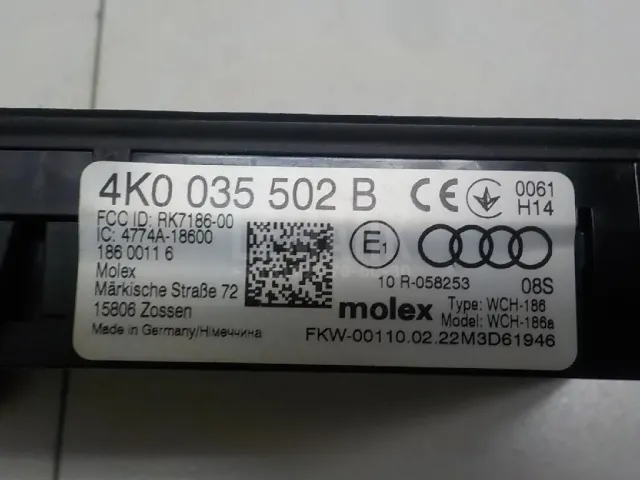 4K0 035 502 B
CE
0061
H14
FCC ID: RK7186-00
IC: 4774A-18600
186 0011 6
Molex
Märkische Straße 72
15806 Zossen
Made in Germany/Німеччина
E1
10 R-058253
08S
molex
Type: WCH-186
Model: WCH-186a
FKW-00110.02.22M3D61946